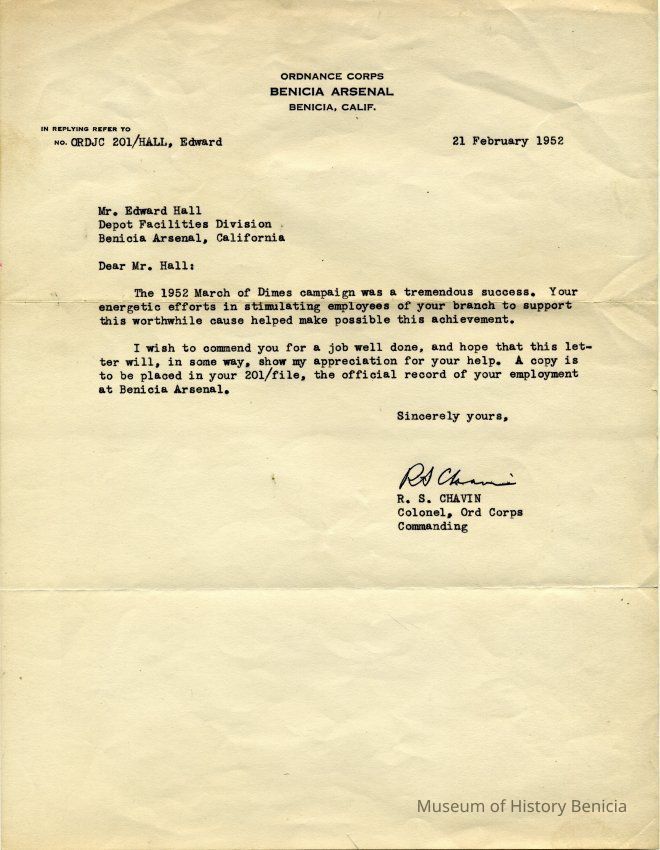 ORDNANCE CORPS
BENICIA ARSENAL
BENICIA, CALIF.
IN REPLYING REFER TO
NO. ORDJC 201/HALL, Edward
21 February 1952
Mr. Edward Hall
Depot Facilities Division
Benicia Arsenal, California
Dear Mr. Hall:
The 1952 March of Dimes campaign was a tremendous success. Your
energetic efforts in stimulating employees of your branch to support
this worthwhile cause helped make possible this achievement.
I wish to commend you for a job well done, and hope that this let-
ter will, in some way, show my appreciation for your help. A copy is
to be placed in your 201/file, the official record of your employment
at Benicia Arsenal.
Sincerely yours,
R S Chavin
R. S. CHAVIN
Colonel, Ord Corps
Commanding
Museum of History Benicia